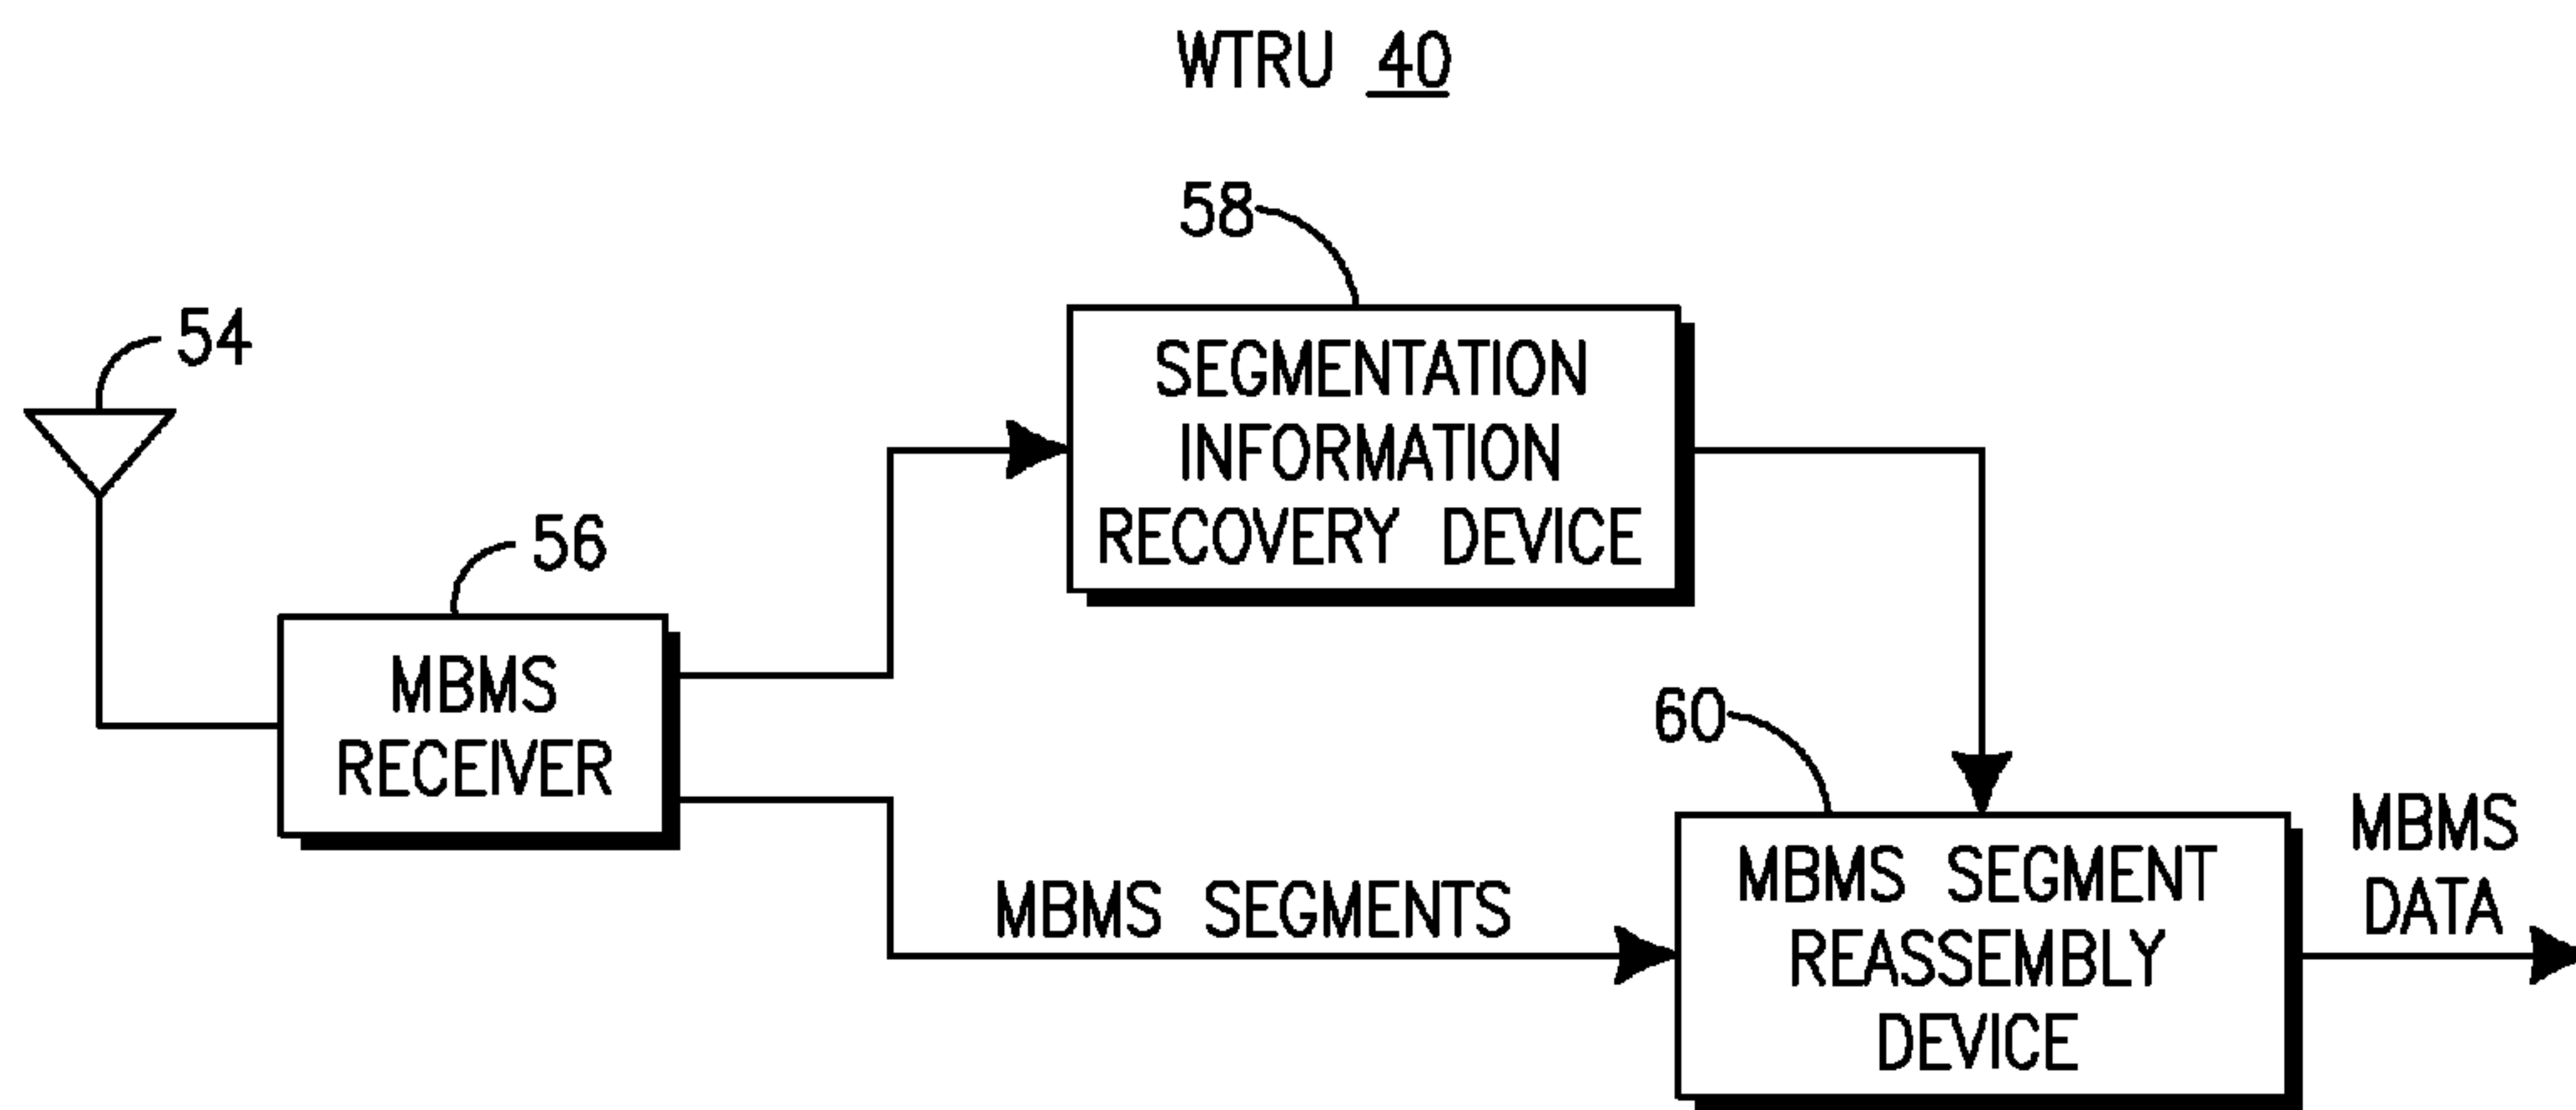 WTRU 40
58
54
SEGMENTATION
INFORMATION
RECOVERY DEVICE
56
MBMS
RECEIVER
60
MBMS SEGMENTS
MBMS SEGMENT
REASSEMBLY
DEVICE
MBMS
DATA